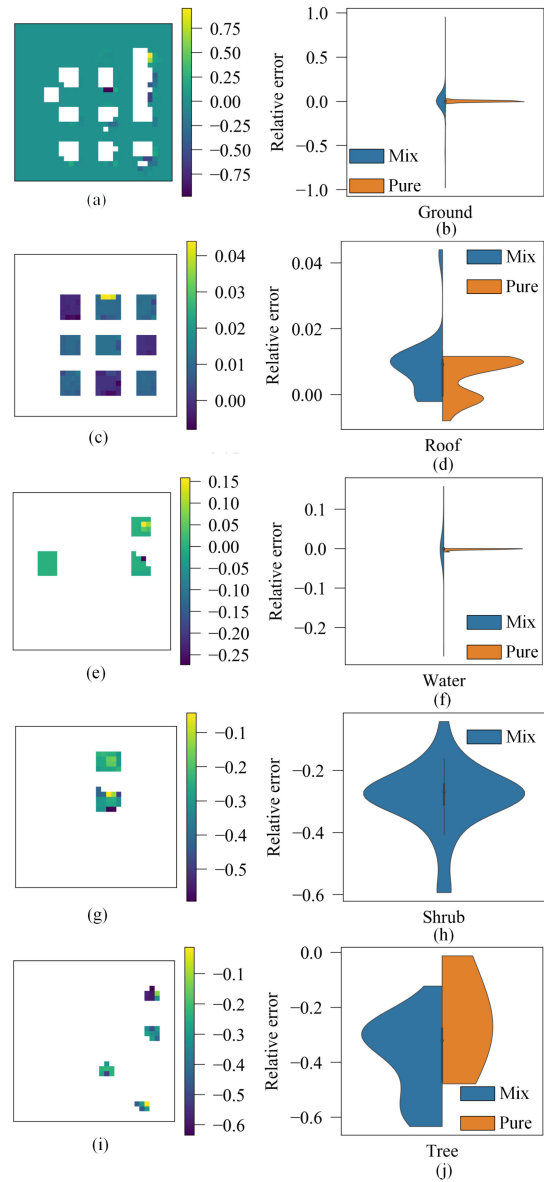 0.75
0.50
0.25
0.00
−0.25
−0.50
−0.75
(a)
Relative error
1.0
0.5
0.0
−0.5
−1.0
Mix
Pure
Ground
(b)
0.04
0.03
0.02
0.01
0.00
(c)
Relative error
0.04
0.02
0.00
Mix
Pure
Roof
(d)
0.15
0.10
0.05
0.00
−0.05
−0.10
−0.15
−0.20
−0.25
(e)
Relative error
0.1
0.0
−0.1
−0.2
Mix
Pure
Water
(f)
−0.1
−0.2
−0.3
−0.4
−0.5
(g)
Relative error
−0.2
−0.4
−0.6
Mix
Shrub
(h)
−0.1
−0.2
−0.3
−0.4
−0.5
−0.6
(i)
Relative error
0.0
−0.2
−0.4
−0.6
Mix
Pure
Tree
(j)